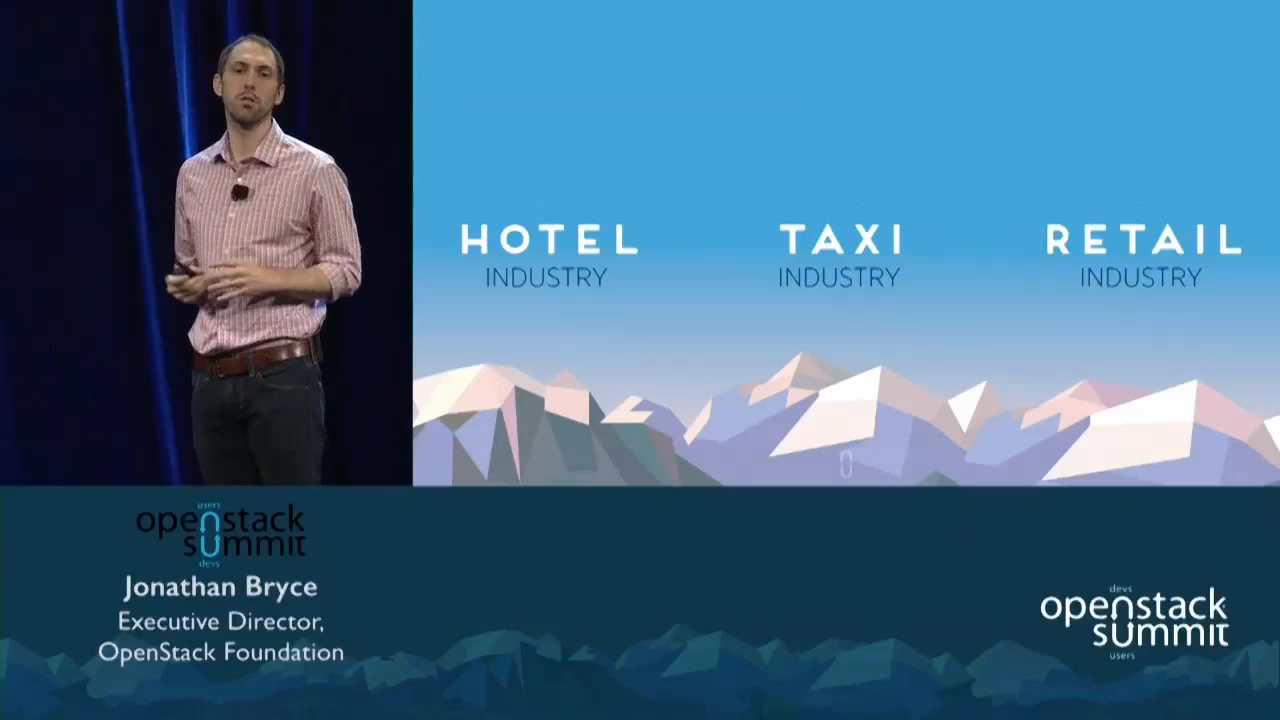 HOTEL
INDUSTRY
TAXI
INDUSTRY
RETAIL
INDUSTRY
users
openstack
summit
devs
Jonathan Bryce
Executive Director,
OpenStack Foundation
devs
openstack
summit
users